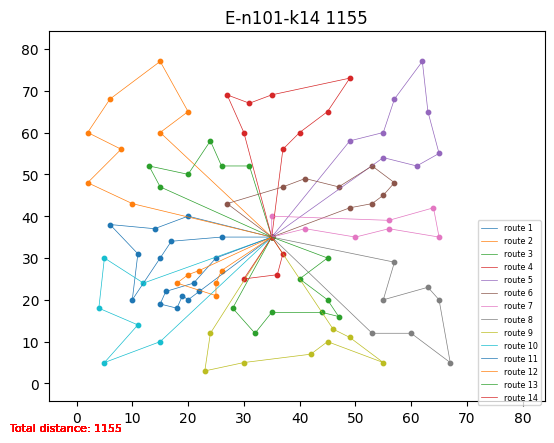 E-n101-k14 1155
80
70
60
50
40
30
20
10
0
0 10 20 30 40 50 60 70 80
route 1
route 2
route 3
route 4
route 5
route 6
route 7
route 8
route 9
route 10
route 11
route 12
route 13
route 14
Total distance: 1155